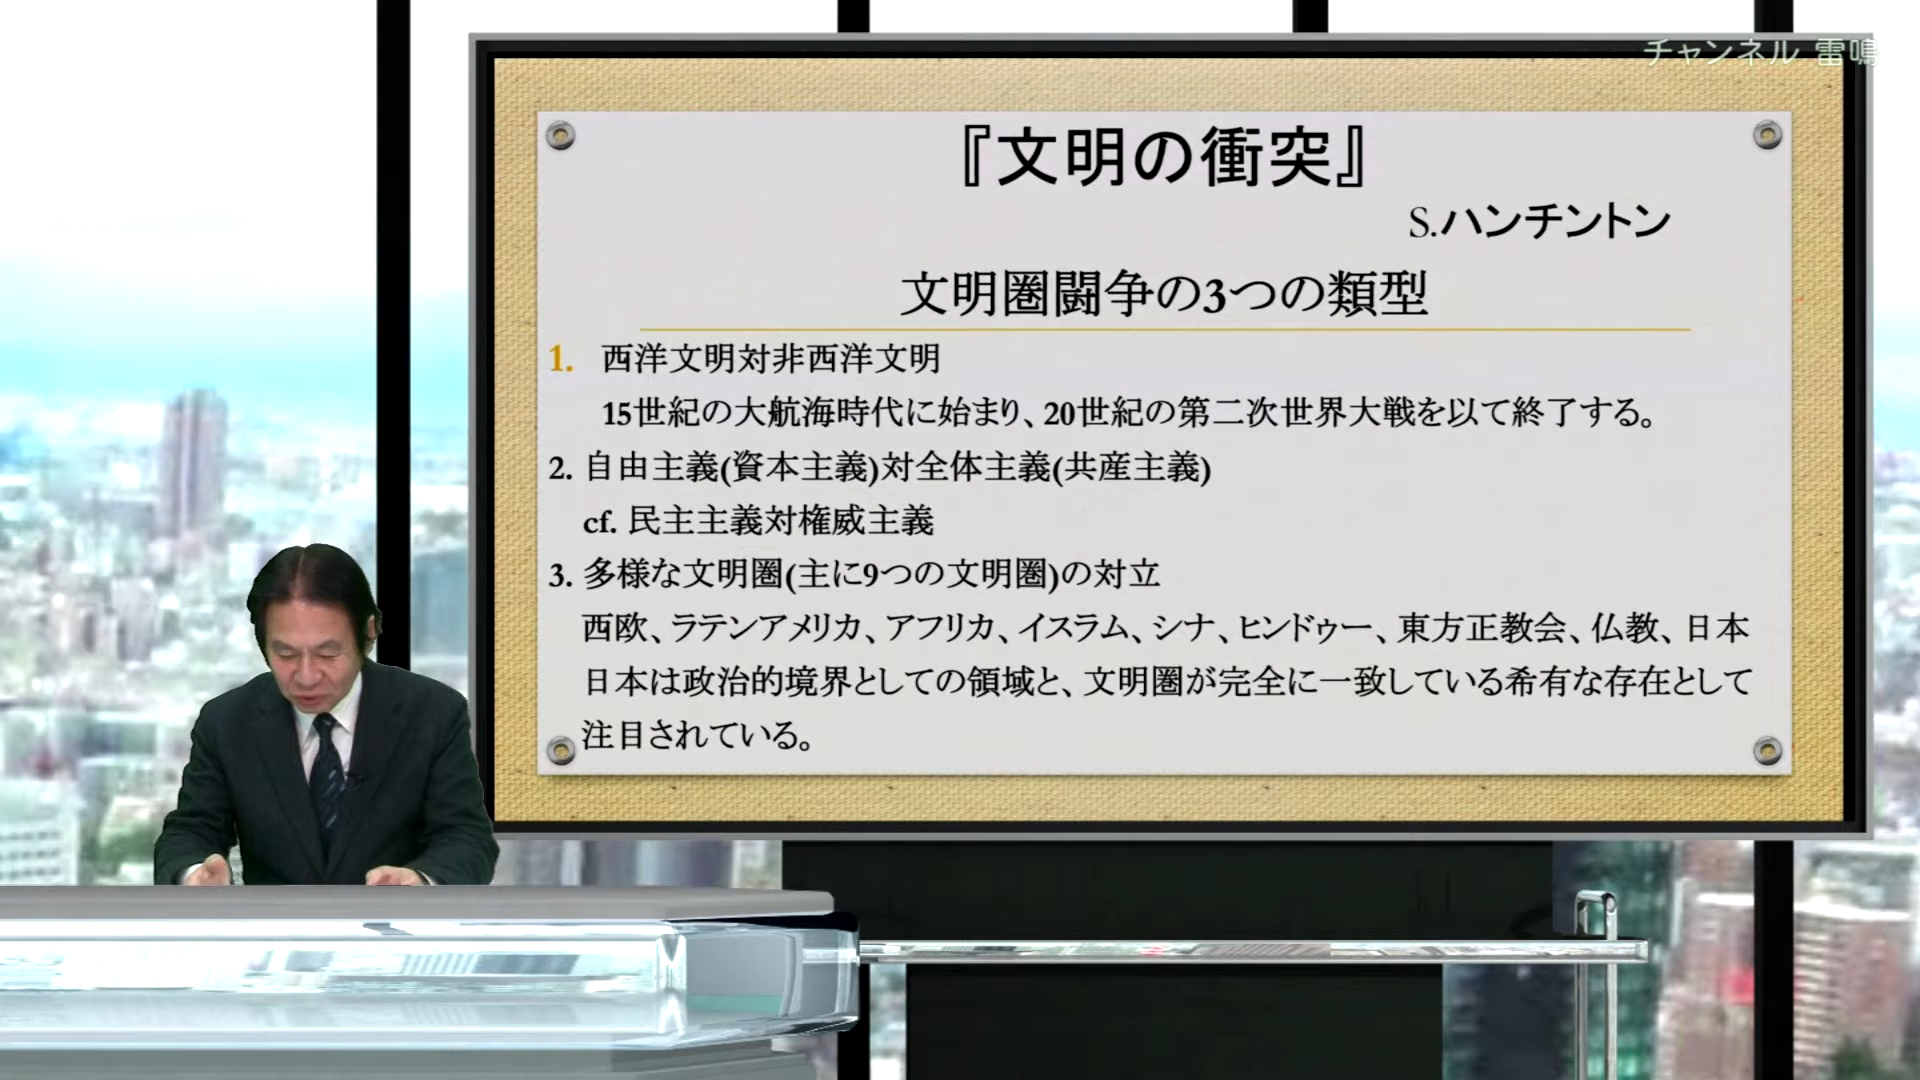 チャンネル 雷鳴
『文明の衝突』
S.ハンチントン
文明圏闘争の3つの類型
1. 西洋文明対非西洋文明
15世紀の大航海時代に始まり、20世紀の第二次世界大戦を以て終了する。
2. 自由主義(資本主義)対全体主義(共産主義)
cf. 民主主義対権威主義
3. 多様な文明圏(主に9つの文明圏)の対立
西欧、ラテンアメリカ、アフリカ、イスラム、シナ、ヒンドゥー、東方正教会、仏教、日本
日本は政治的境界としての領域と、文明圏が完全に一致している希有な存在として
注目されている。